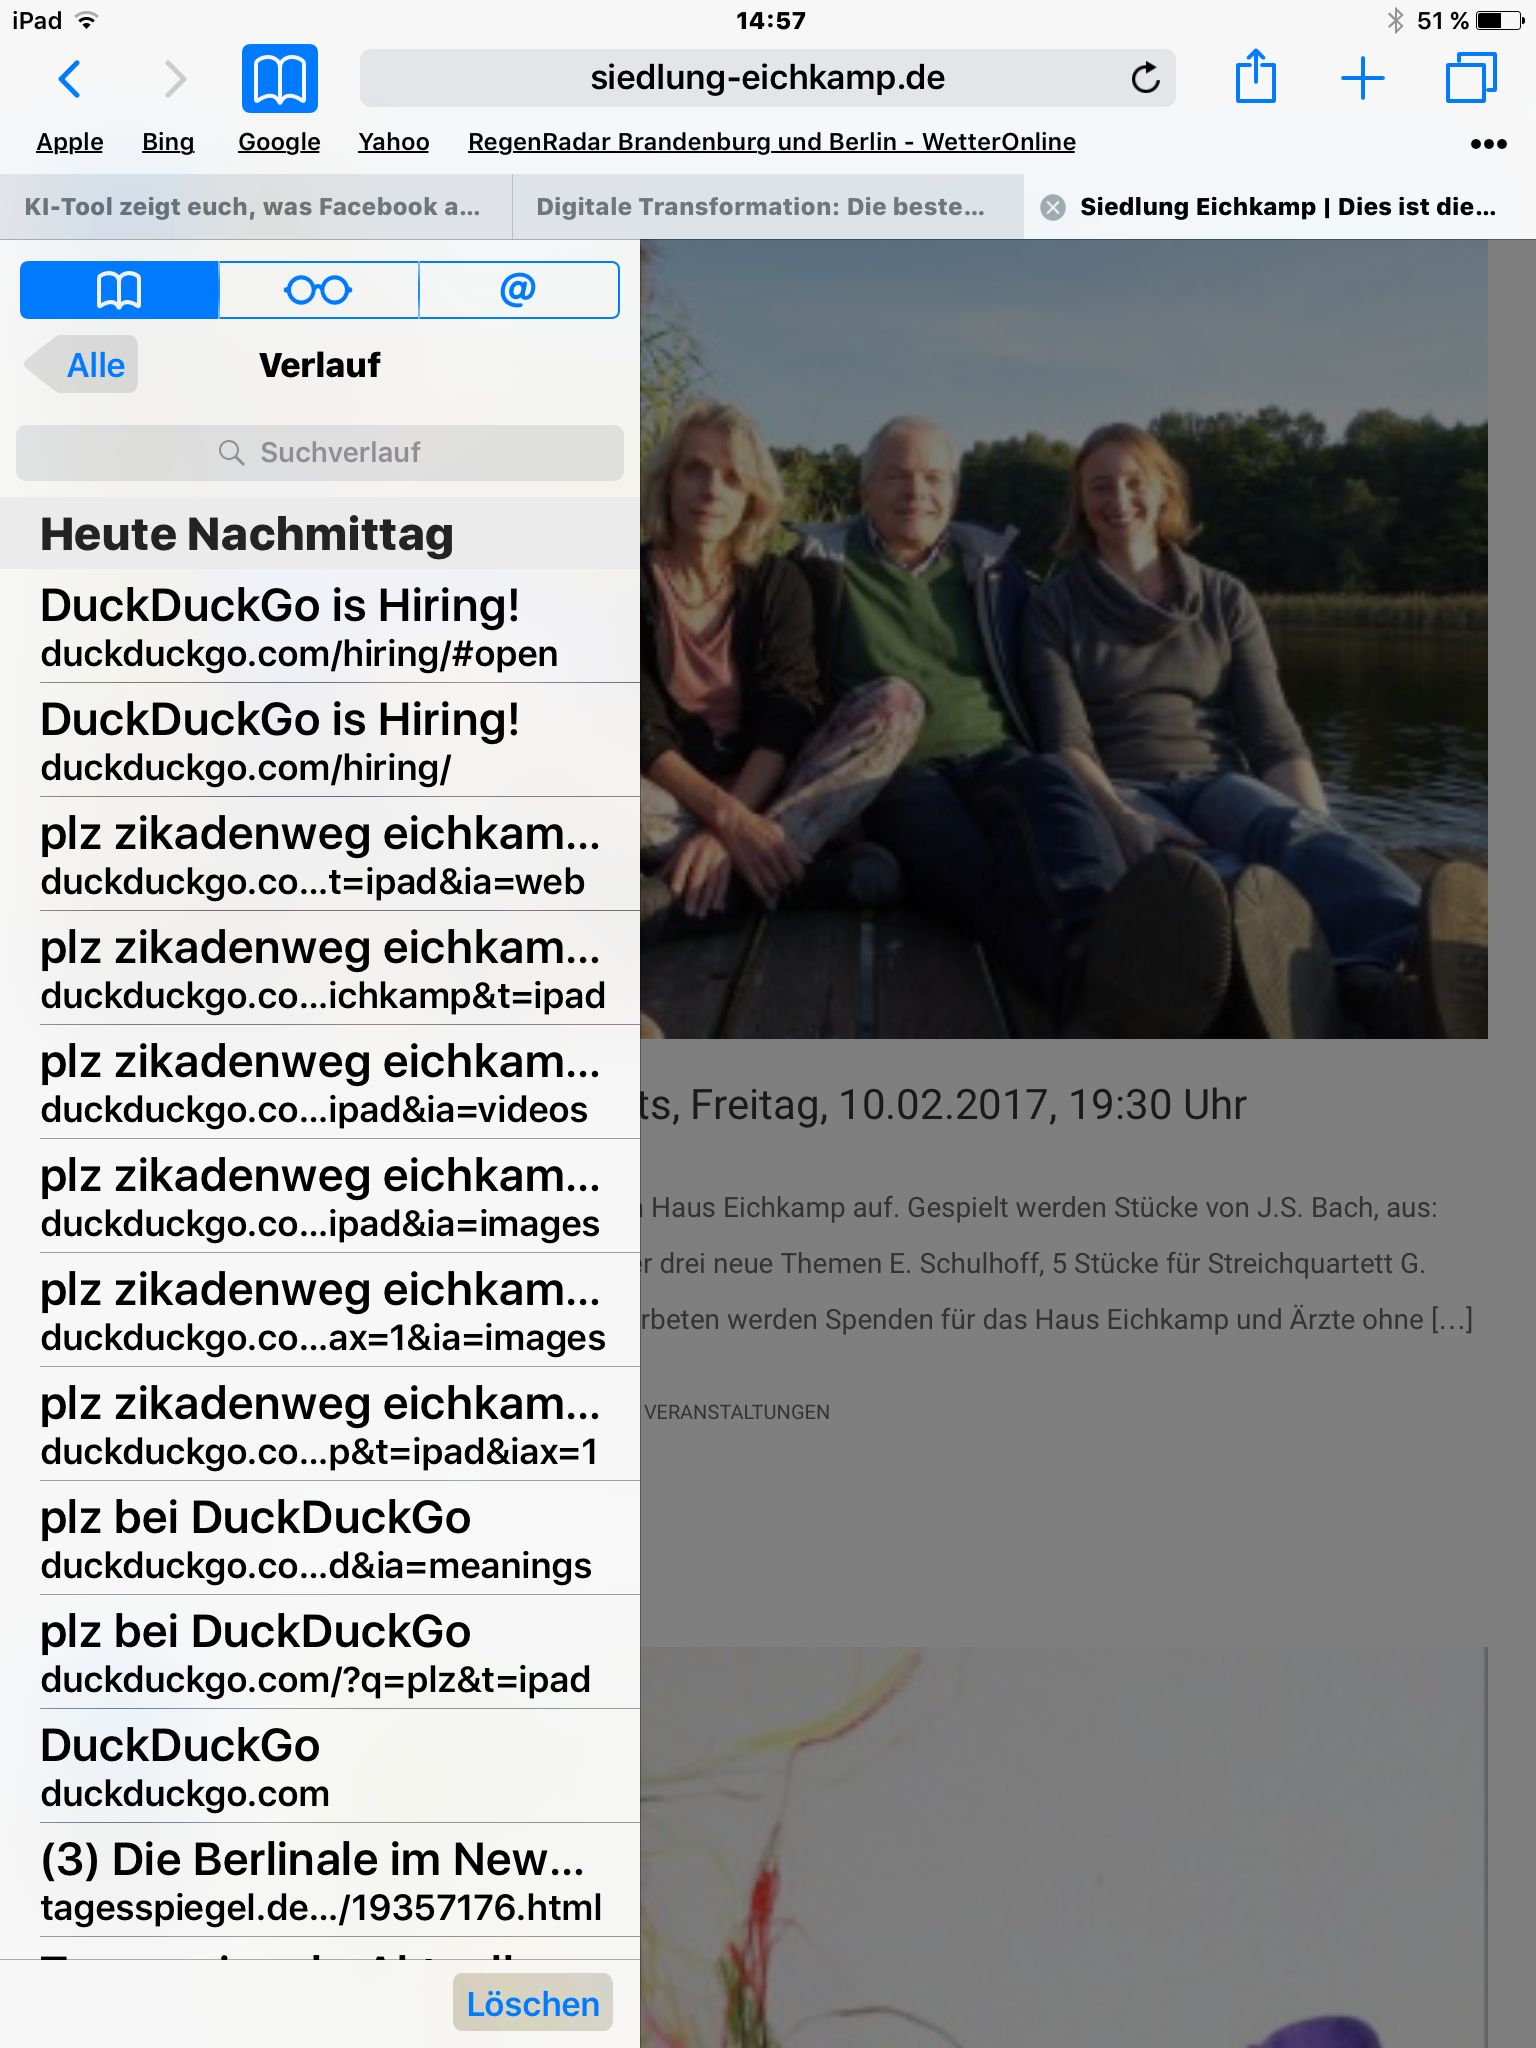 iPad
14:57
51 %
siedlung-eichkamp.de
Apple
Bing
Google
Yahoo
RegenRadar Brandenburg und Berlin - WetterOnline
KI-Tool zeigt euch, was Facebook a...
Digitale Transformation: Die beste...
Siedlung Eichkamp | Dies ist die...
@
Alle
Verlauf
Suchverlauf
Heute Nachmittag
DuckDuckGo is Hiring!
duckduckgo.com/hiring/#open
DuckDuckGo is Hiring!
duckduckgo.com/hiring/
plz zikadenweg eichkam...
duckduckgo.co...t=ipad&ia=web
plz zikadenweg eichkam...
duckduckgo.co...ichkamp&t=ipad
plz zikadenweg eichkam...
duckduckgo.co...ipad&ia=videos
plz zikadenweg eichkam...
duckduckgo.co...ipad&ia=images
plz zikadenweg eichkam...
duckduckgo.co...ax=1&ia=images
plz zikadenweg eichkam...
duckduckgo.co...p&t=ipad&iax=1
plz bei DuckDuckGo
duckduckgo.co...d&ia=meanings
plz bei DuckDuckGo
duckduckgo.com/?q=plz&t=ipad
DuckDuckGo
duckduckgo.com
(3) Die Berlinale im New...
tagesspiegel.de.../19357176.html
Löschen
ts, Freitag, 10.02.2017, 19:30 Uhr
Haus Eichkamp auf. Gespielt werden Stücke von J.S. Bach, aus:
er drei neue Themen E. Schulhoff, 5 Stücke für Streichquartett G.
rbeten werden Spenden für das Haus Eichkamp und Ärzte ohne [...]
VERANSTALTUNGEN